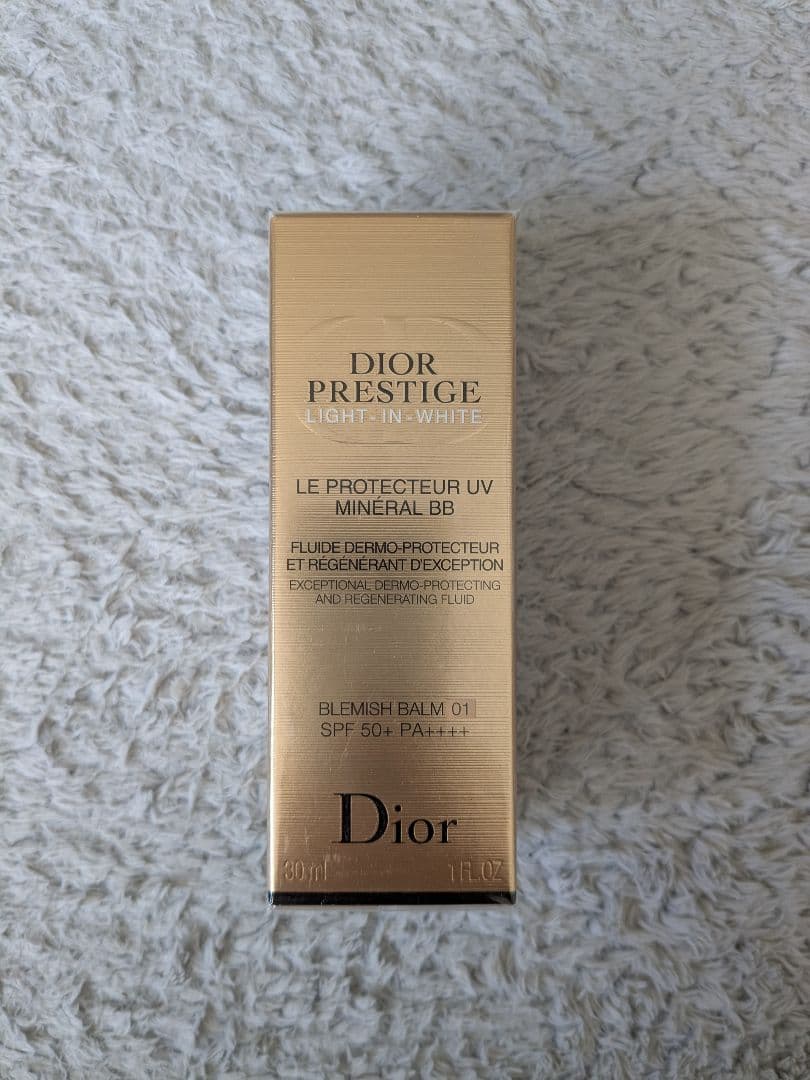 DIOR
PRESTIGE
LIGHT-IN-WHITE
LE PROTECTEUR UV
MINÉRAL BB
FLUIDE DERMO-PROTECTEUR
ET RÉGÉNÉRANT D'EXCEPTION
EXCEPTIONAL DERMO-PROTECTING
AND REGENERATING FLUID
BLEMISH BALM 01
SPF 50+ PA++++
Dior
30 ml 1 FL.OZ